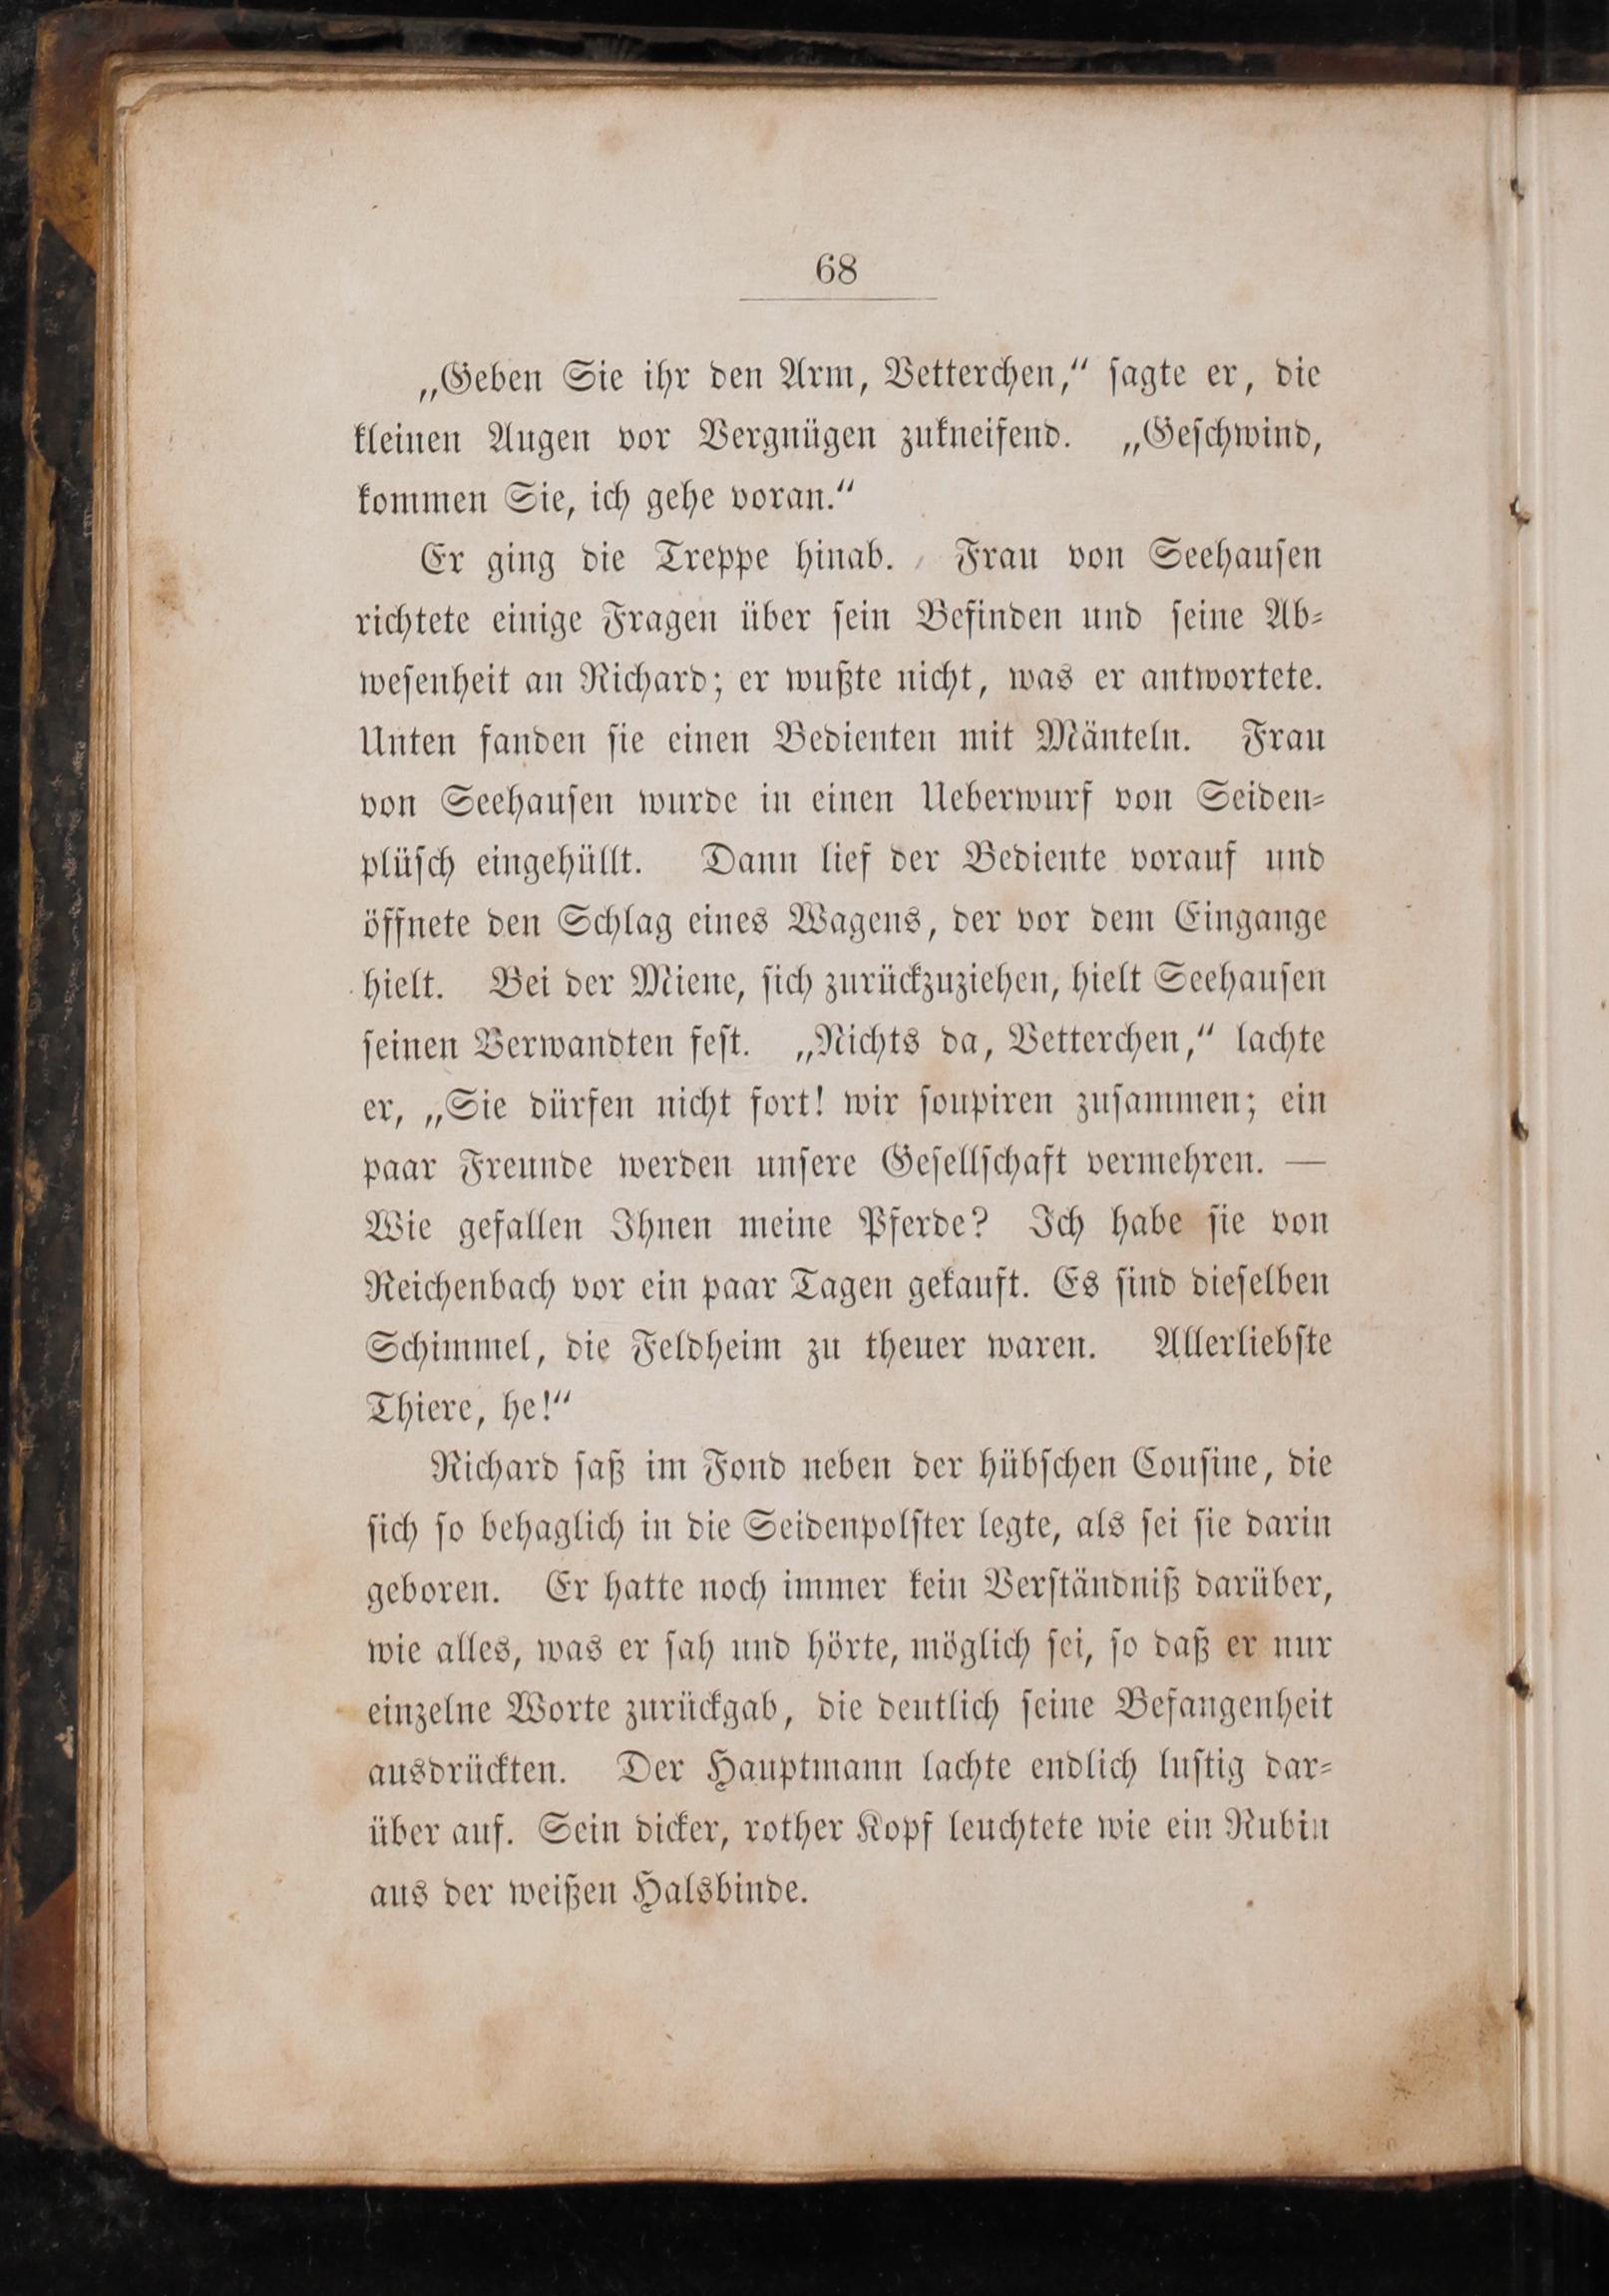 68
„Geben Sie ihr den Arm, Vetterchen,“ ſagte er, die
kleinen Augen vor Vergnügen zukneifend. „Geſchwind,
kommen Sie, ich gehe voran.“
Er ging die Treppe hinab. Frau von Seehauſen
richtete einige Fragen über ſein Befinden und ſeine Ab⸗
weſenheit an Richard; er wußte nicht, was er antwortete.
Unten fanden ſie einen Bedienten mit Mänteln. Frau
von Seehauſen wurde in einen Ueberwurf von Seiden⸗
plüſch eingehüllt. Dann lief der Bediente vorauf und
öffnete den Schlag eines Wagens, der vor dem Eingange
hielt. Bei der Miene, ſich zurückzuziehen, hielt Seehauſen
ſeinen Verwandten feſt. „Nichts da, Vetterchen,“ lachte
er, „Sie dürfen nicht fort! wir ſoupiren zuſammen; ein
paar Freunde werden unſere Geſellſchaft vermehren. —
Wie gefallen Ihnen meine Pferde? Ich habe ſie von
Reichenbach vor ein paar Tagen gekauft. Es ſind dieſelben
Schimmel, die Feldheim zu theuer waren. Allerliebſte
Thiere, he!“
Richard ſaß im Fond neben der hübſchen Couſine, die
ſich ſo behaglich in die Seidenpolſter legte, als ſei ſie darin
geboren. Er hatte noch immer kein Verſtändniß darüber,
wie alles, was er ſah und hörte, möglich ſei, ſo daß er nur
einzelne Worte zurückgab, die deutlich ſeine Befangenheit
ausdrückten. Der Hauptmann lachte endlich luſtig dar⸗
über auf. Sein dicker, rother Kopf leuchtete wie ein Rubin
aus der weißen Halsbinde.